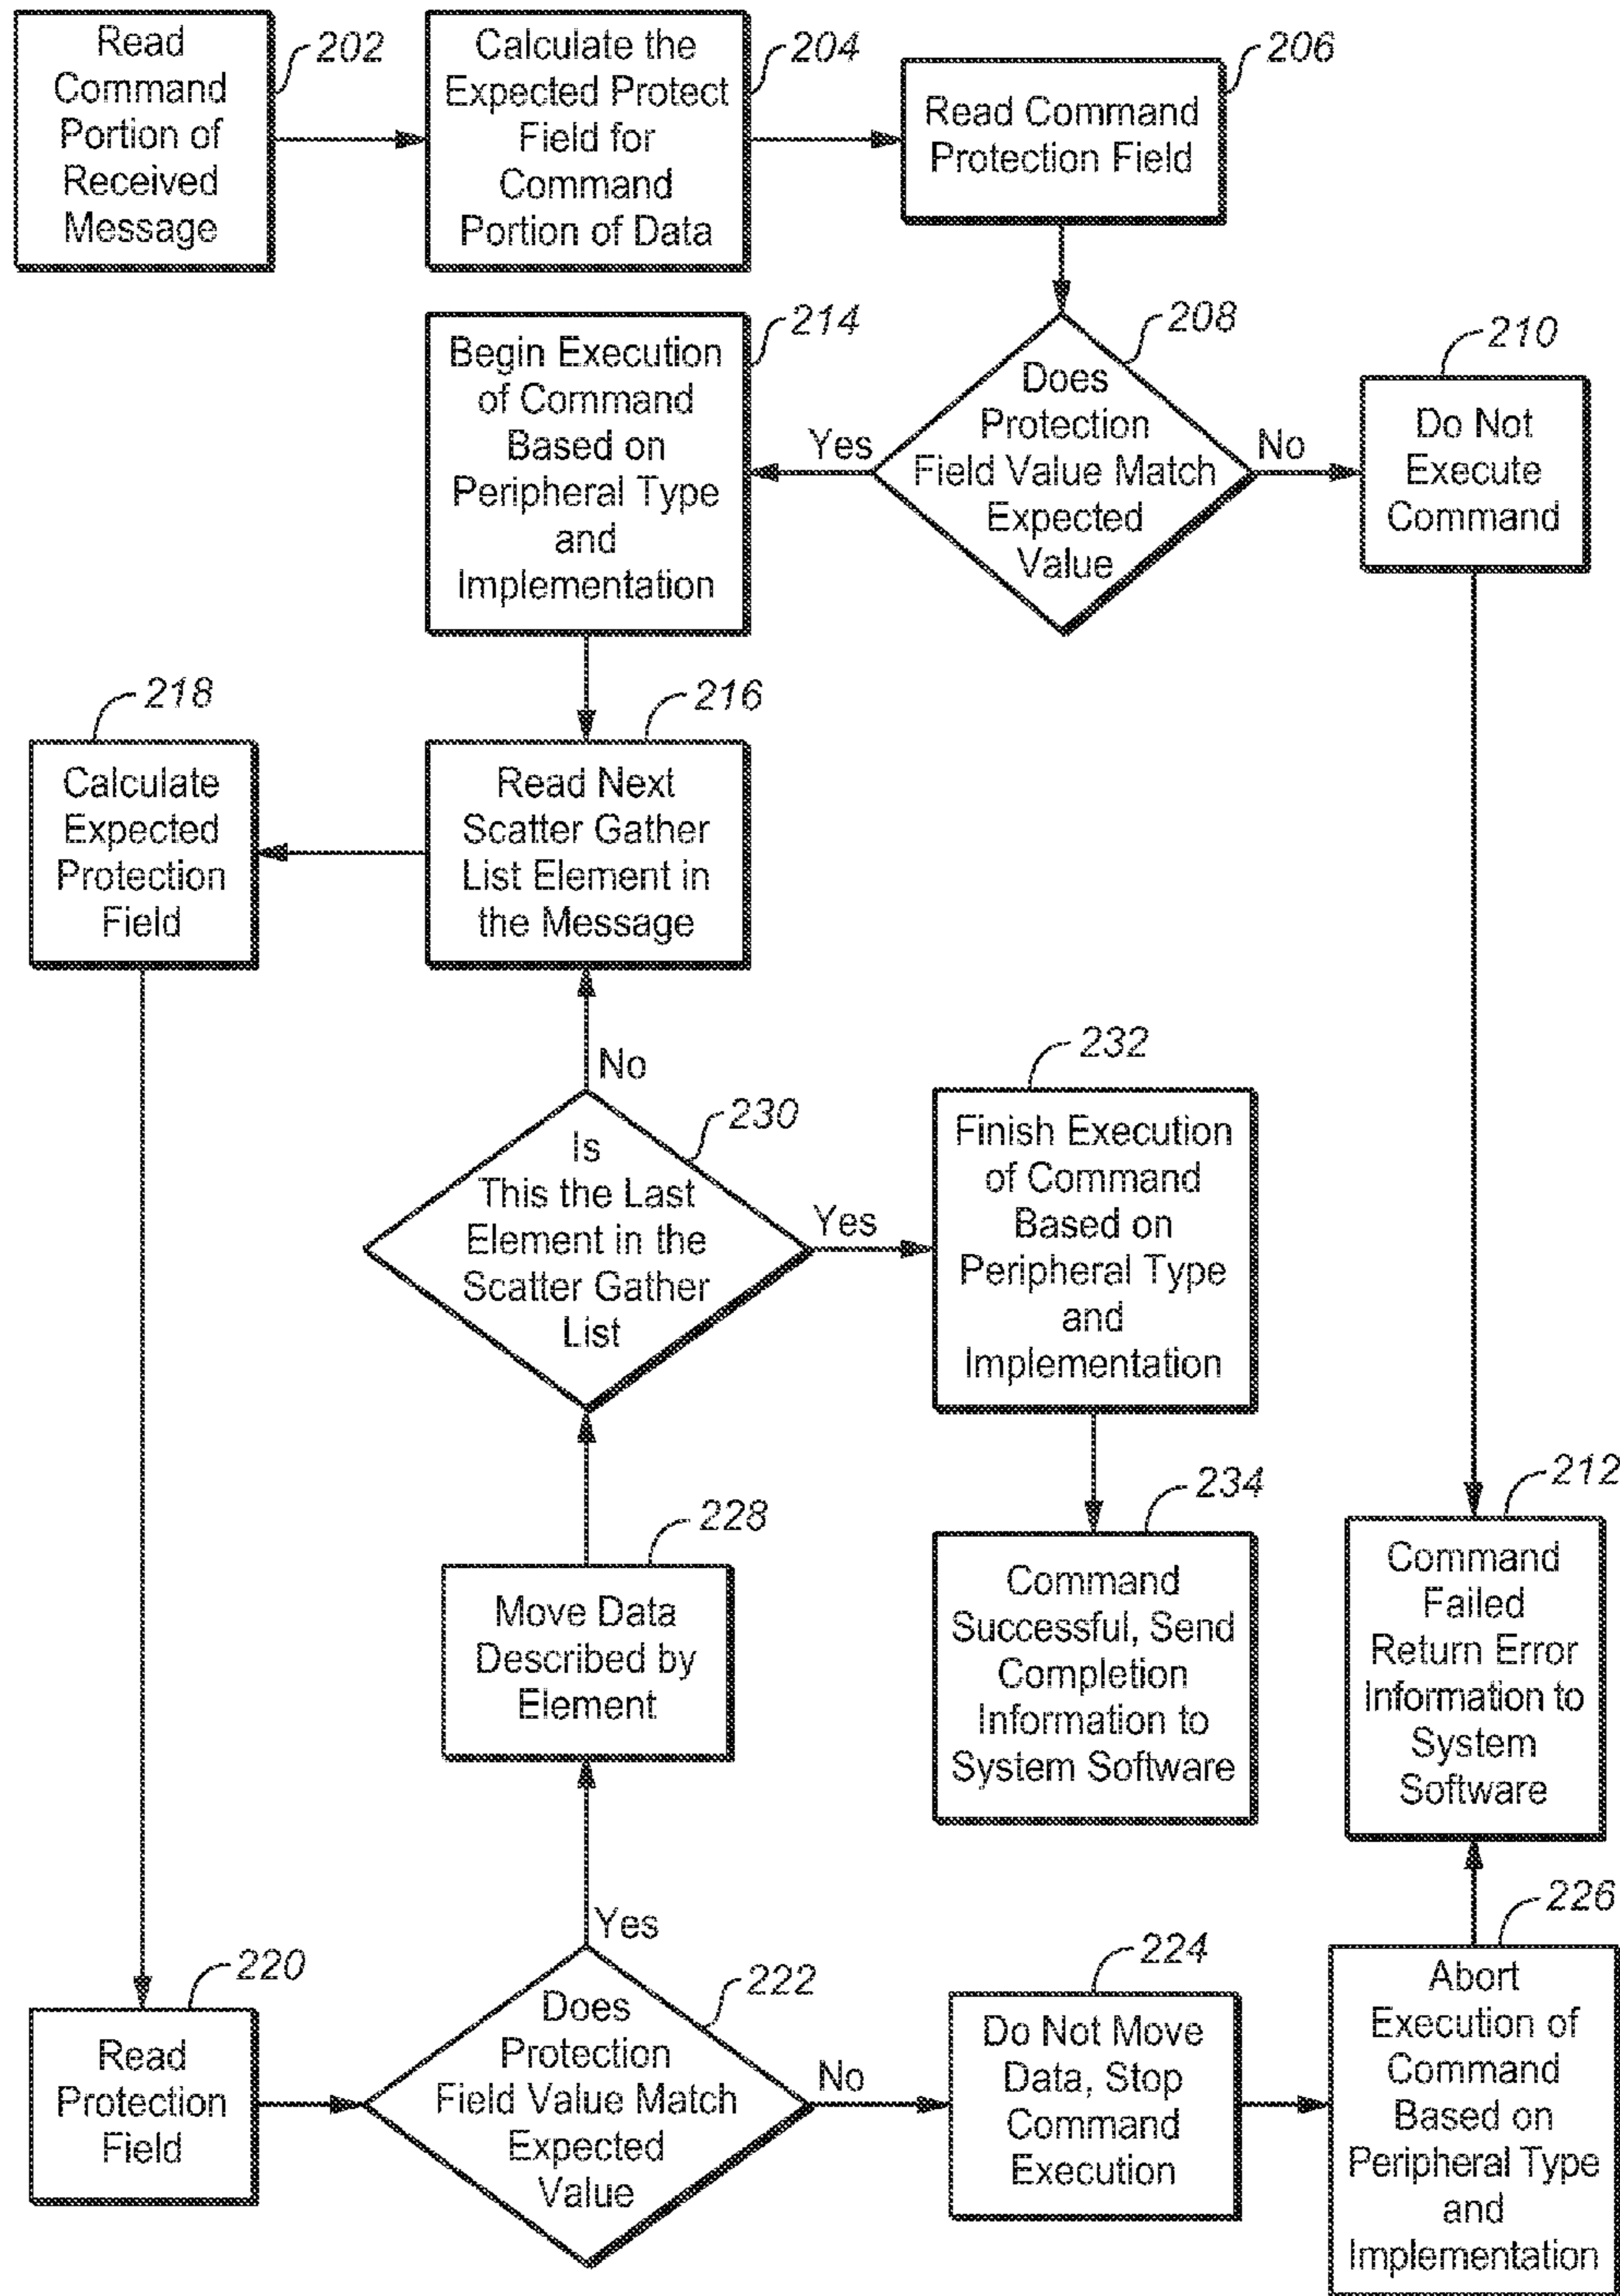 Read
Command
Portion of
Received
Message
202
Calculate the
Expected Protect
Field for
Command
Portion of Data
204
Read Command
Protection Field
206
Does
Protection
Field Value Match
Expected
Value
208
Yes
No
Do Not
Execute
Command
210
Begin Execution
of Command
Based on
Peripheral Type
and
Implementation
214
Read Next
Scatter Gather
List Element in
the Message
216
Calculate
Expected
Protection
Field
218
Read
Protection
Field
220
Does
Protection
Field Value Match
Expected
Value
222
Yes
No
Do Not Move
Data, Stop
Command
Execution
224
Abort
Execution of
Command
Based on
Peripheral Type
and
Implementation
226
Move Data
Described by
Element
228
Is
This the Last
Element in the
Scatter Gather
List
230
No
Yes
Finish Execution
of Command
Based on
Peripheral Type
and
Implementation
232
Command
Successful, Send
Completion
Information to
System Software
234
Command
Failed
Return Error
Information to
System
Software
212